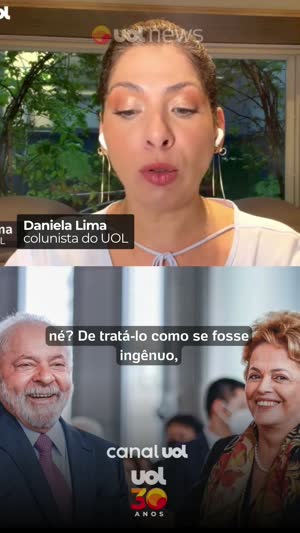 uol
uol news
ma
L
Daniela Lima
colunista do UOL
né? De tratá-lo como se fosse
ingênuo,
canal uol
uol
30
ANOS